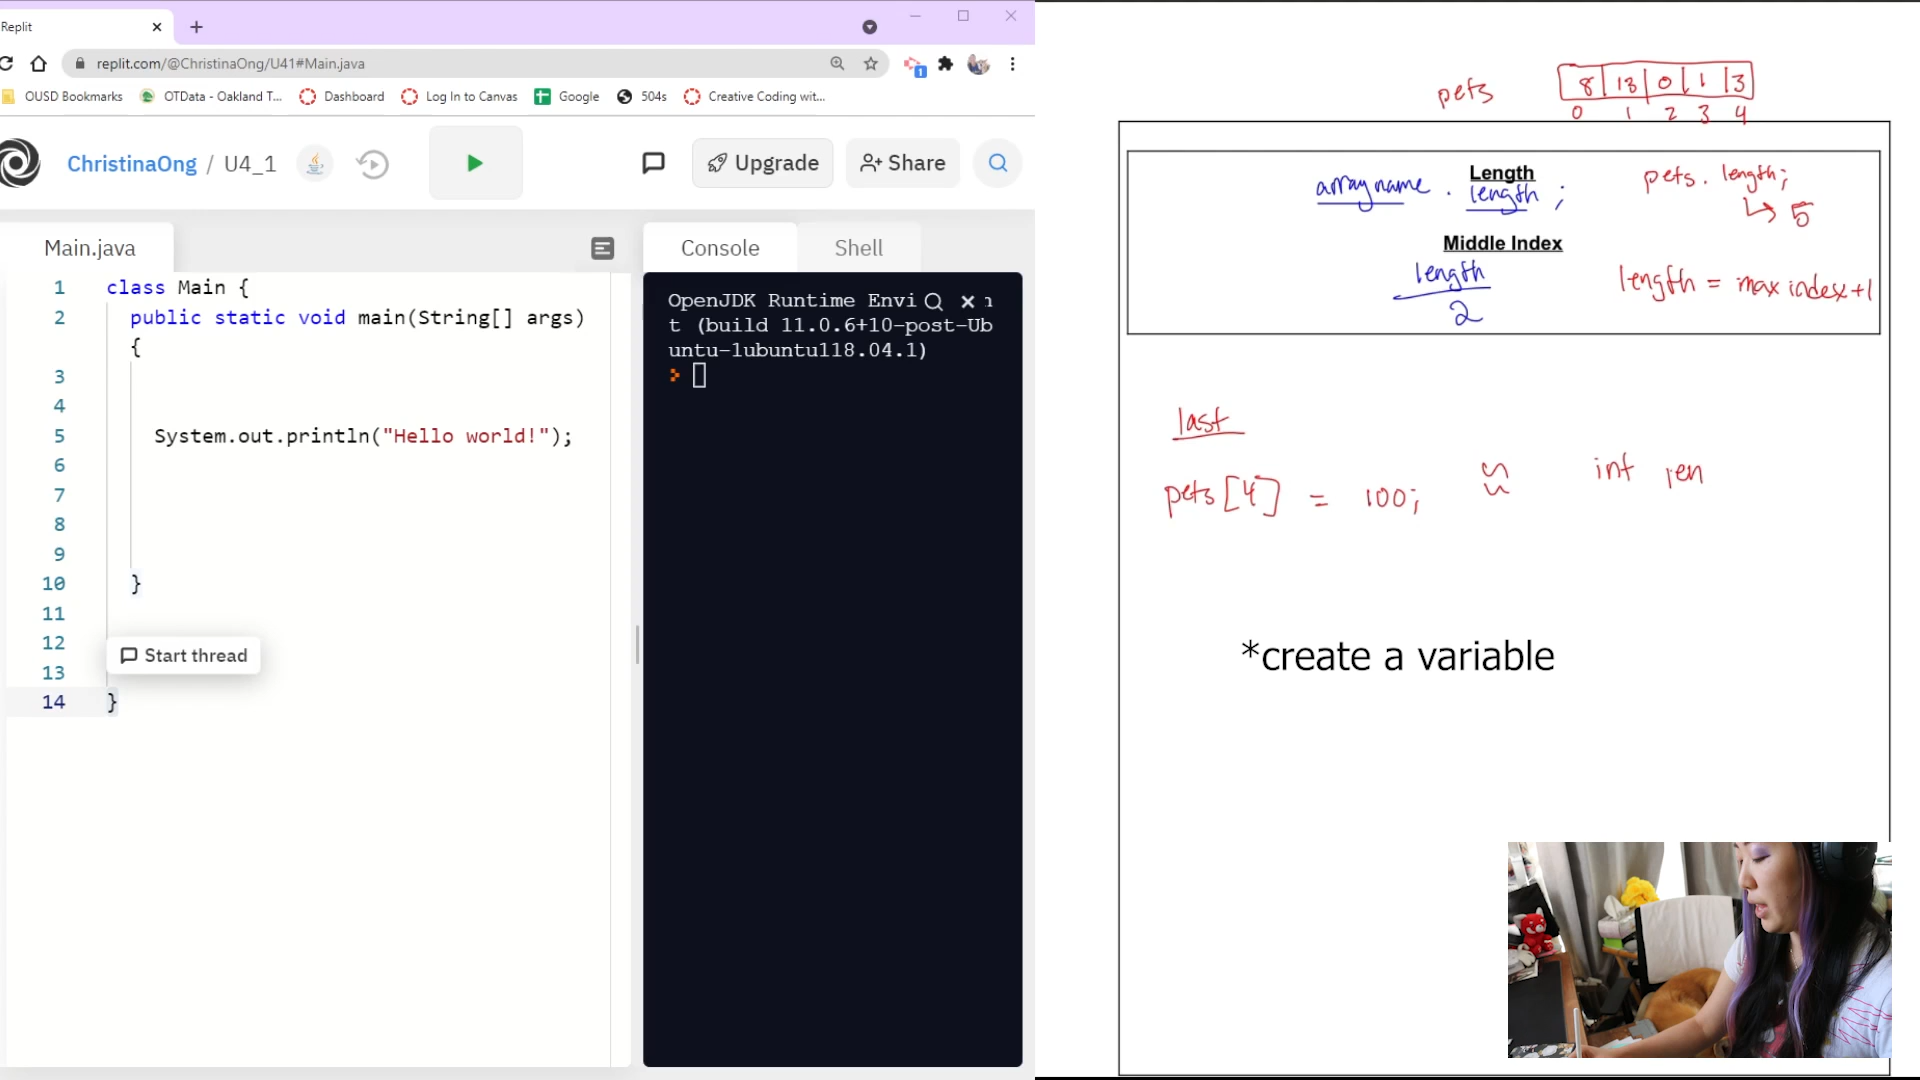 Replit
replit.com/@ChristinaOng/U41#Main.java
1
OUSD Bookmarks
OTData - Oakland T...
Dashboard
Log In to Canvas
Google
504s
Creative Coding wit...
ChristinaOng / U4_1
Upgrade
Share
Main.java
1 class Main {
2 public static void main(String[] args)
{
3
4
5 System.out.println("Hello world!");
6
7
8
9
10 }
11
12
Start thread
13
14 }
Console
Shell
OpenJDK Runtime Envi
t (build 11.0.6+10-post-Ub
untu-1ubuntu118.04.1)
>
pets 8 13 0 1 3
0 1 2 3 4
Length
arrayname . length ;
pets. length;
↳ 5
Middle Index
length
2
length = max index+1
last
pets[4] = 100;
int len
*create a variable